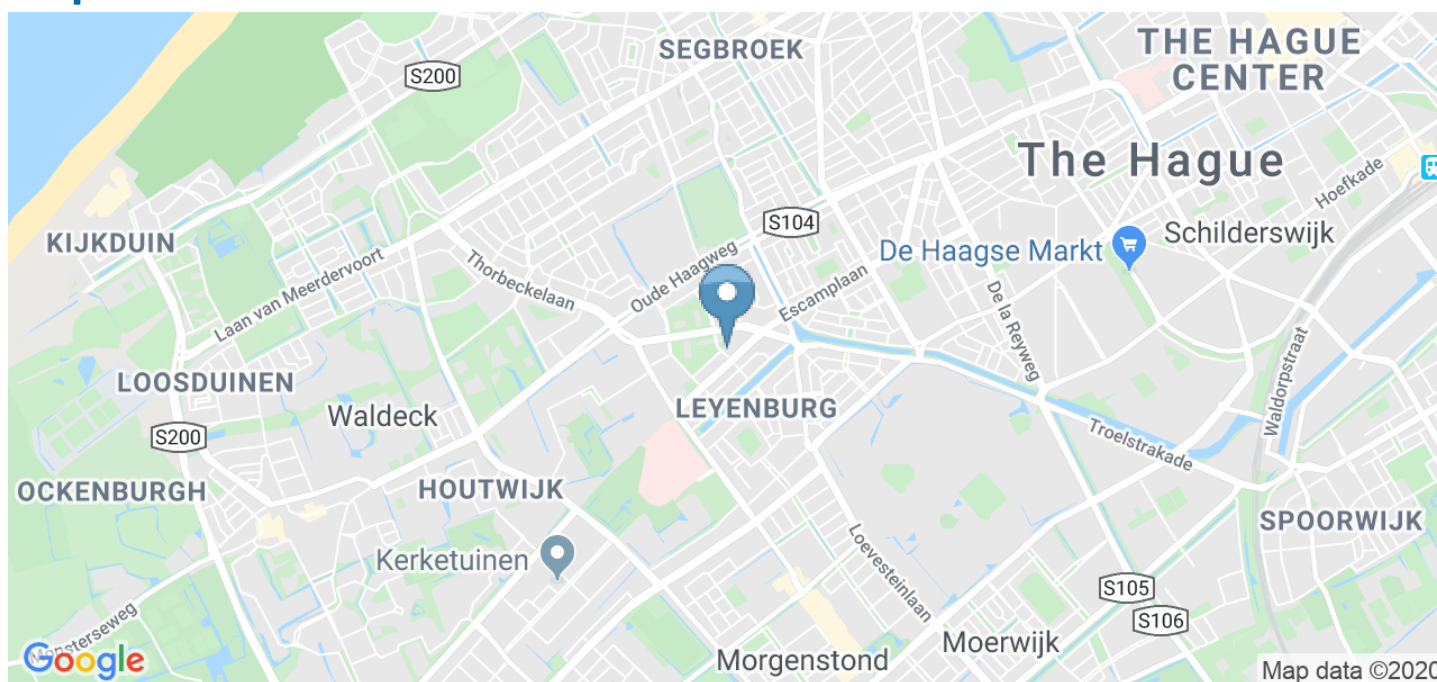 SEGBROEK
THE HAGUE
CENTER
S200
The Hague
Hoefkade
S104
Schilderswijk
KIJKDUIN
De Haagse Markt
Laan van Meerdervoort
Thorbeckelaan
Oude Haagweg
Escamplaan
De la Reyweg
Waldorpstraat
LOOSDUINEN
Waldeck
LEYENBURG
S200
Troelstrakade
OCKENBURGH
HOUTWIJK
SPOORWIJK
Kerketuinen
Loevesteinlaan
S105
S106
Monsterseweg
Moerwijk
Google
Morgenstond
Map data ©2020